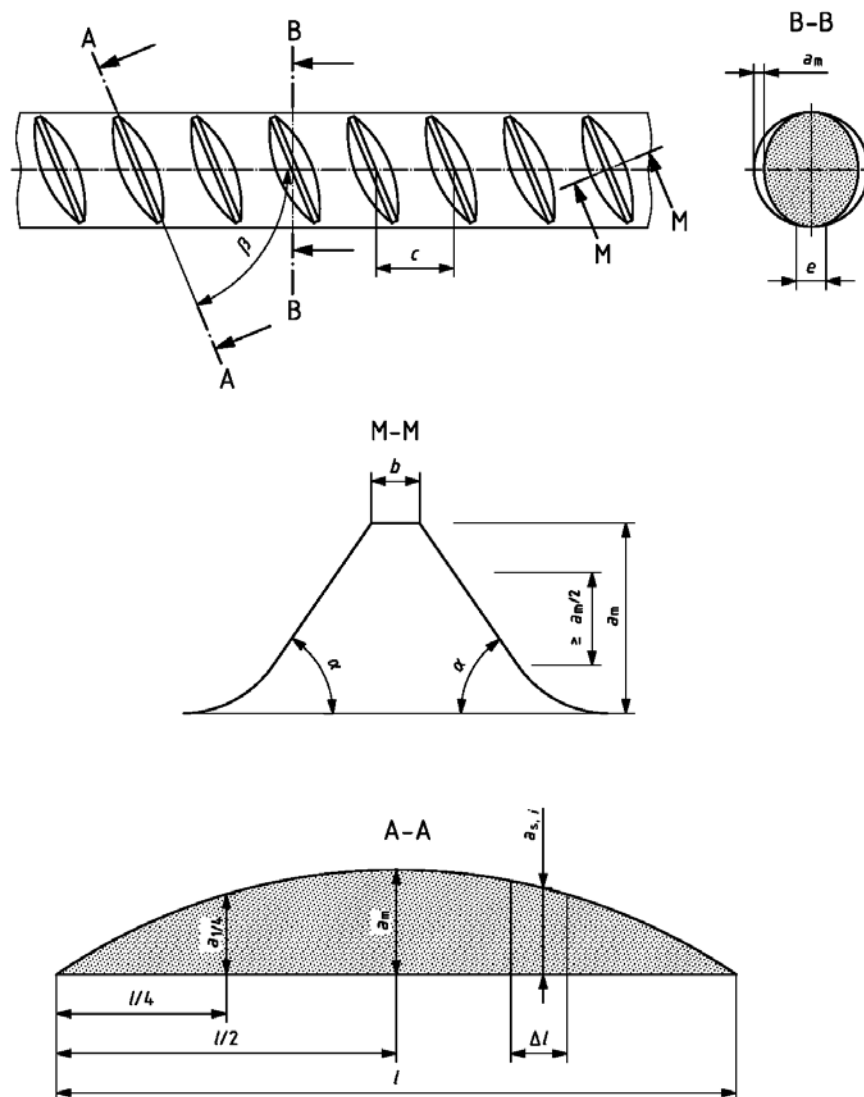 A
B
B-B
a_m
M
M
β
c
e
B
A
M-M
b
≥ a_m/2
a_m
α
α
A-A
a_s,i
a_1/4
a_m
l/4
l/2
Δl
l